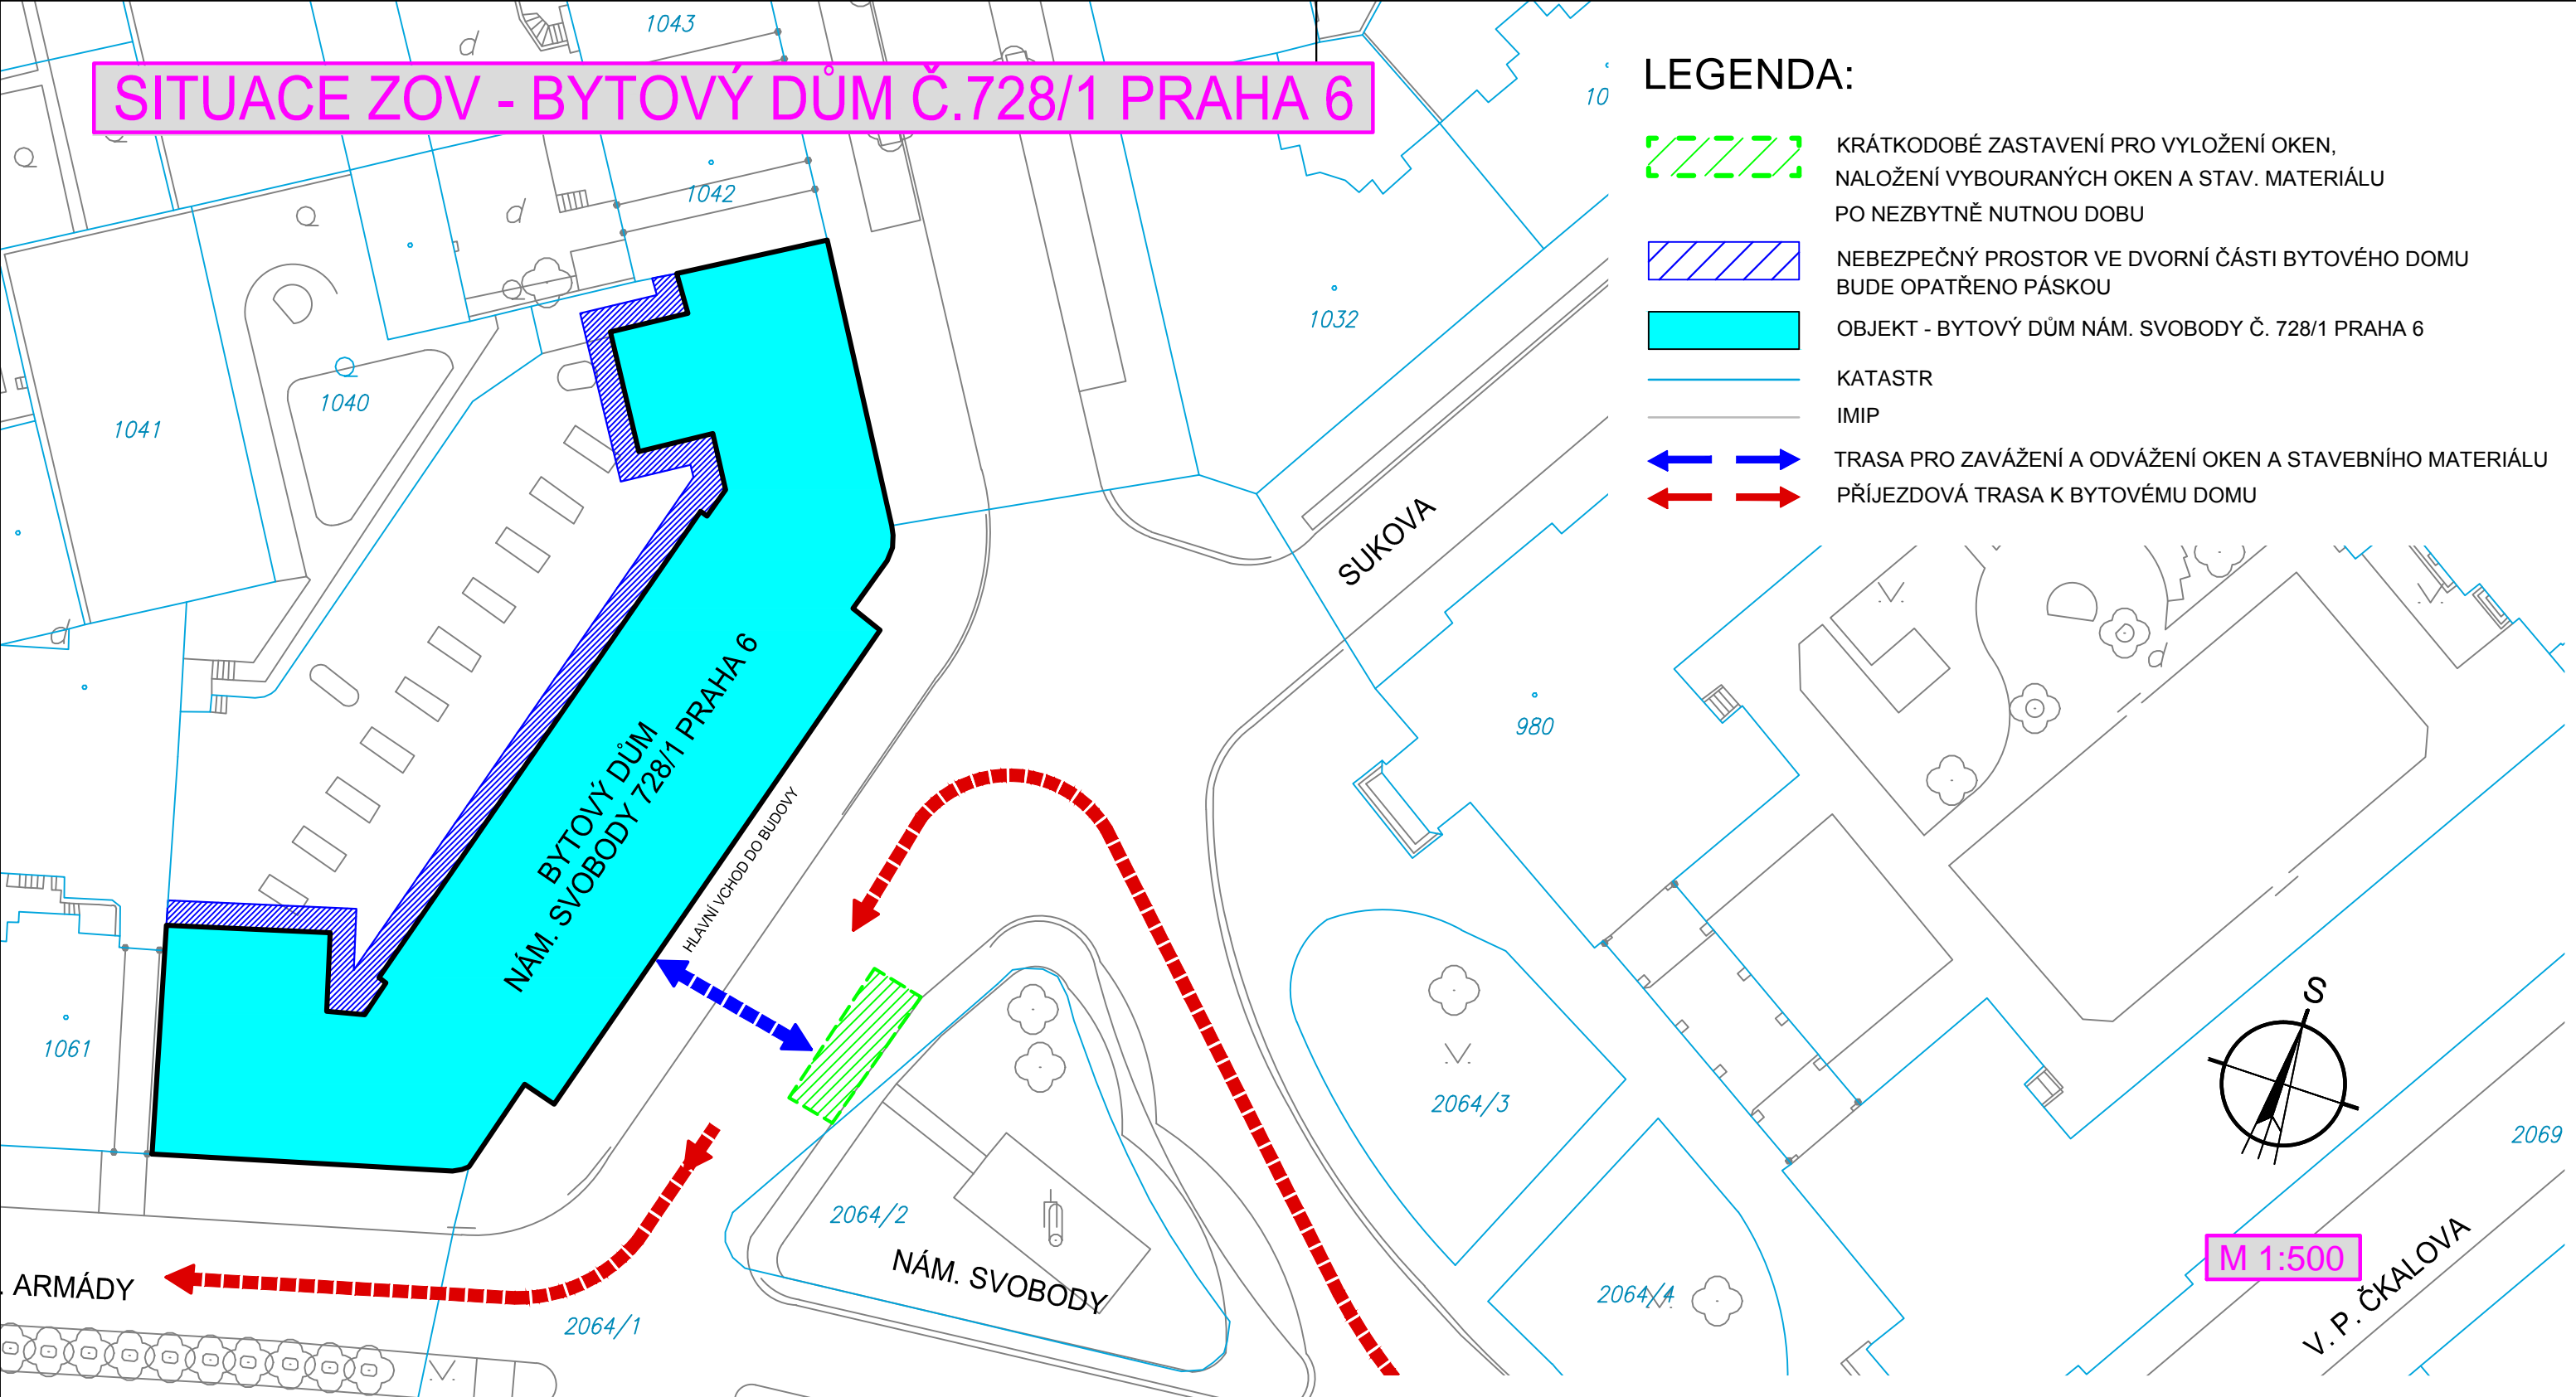 SITUACE ZOV - BYTOVÝ DŮM Č.728/1 PRAHA 6
LEGENDA:
KRÁTKODOBÉ ZASTAVENÍ PRO VYLOŽENÍ OKEN,
NALOŽENÍ VYBOURANÝCH OKEN A STAV. MATERIÁLU
PO NEZBYTNĚ NUTNOU DOBU
NEBEZPEČNÝ PROSTOR VE DVORNÍ ČÁSTI BYTOVÉHO DOMU
BUDE OPATŘENO PÁSKOU
OBJEKT - BYTOVÝ DŮM NÁM. SVOBODY Č. 728/1 PRAHA 6
KATASTR
IMIP
TRASA PRO ZAVÁŽENÍ A ODVÁŽENÍ OKEN A STAVEBNÍHO MATERIÁLU
PŘÍJEZDOVÁ TRASA K BYTOVÉMU DOMU
1043
10
1042
1032
1040
1041
SUKOVA
980
BYTOVÝ DŮM
NÁM. SVOBODY 728/1 PRAHA 6
HLAVNÍ VCHOD DO BUDOVY
1061
2064/3
S
2069
2064/2
NÁM. SVOBODY
. ARMÁDY
2064/1
2064/4
M 1:500
V. P. ČKALOVA